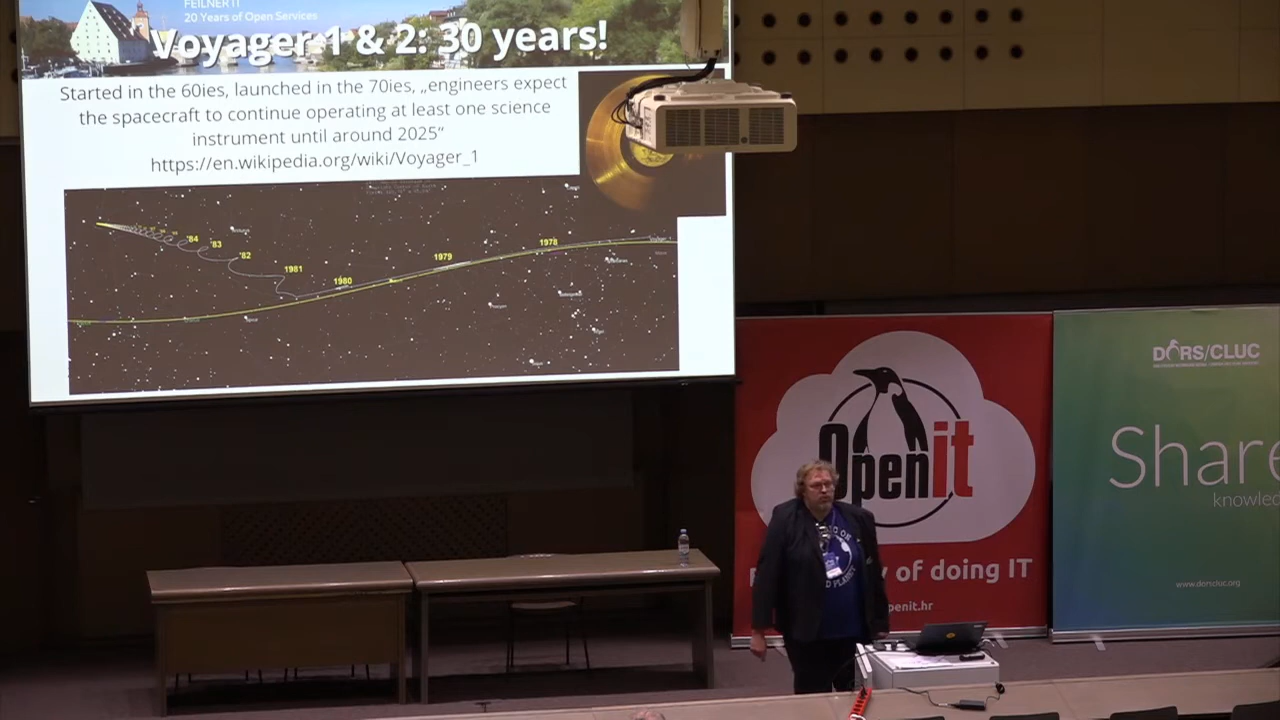 FEILNER IT
20 Years of Open Services
Voyager 1 & 2: 30 years!
Started in the 60ies, launched in the 70ies, „engineers expect
the spacecraft to continue operating at least one science
instrument until around 2025“
https://en.wikipedia.org/wiki/Voyager_1
'84
'83
'82
1981
1980
1979
1978
DORS/CLUC
OpenIt
Share
knowled
www.dorscluc.org
y of doing IT
penit.hr